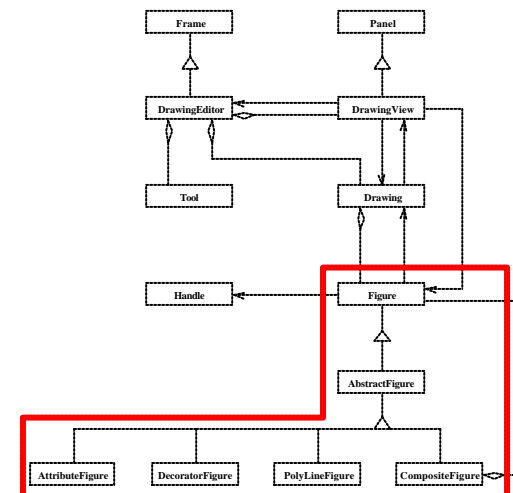 Frame Panel
DrawingEditor DrawingView
Tool Drawing
Handle Figure
AbstractFigure
AttributeFigure DecoratorFigure PolyLineFigure CompositeFigure